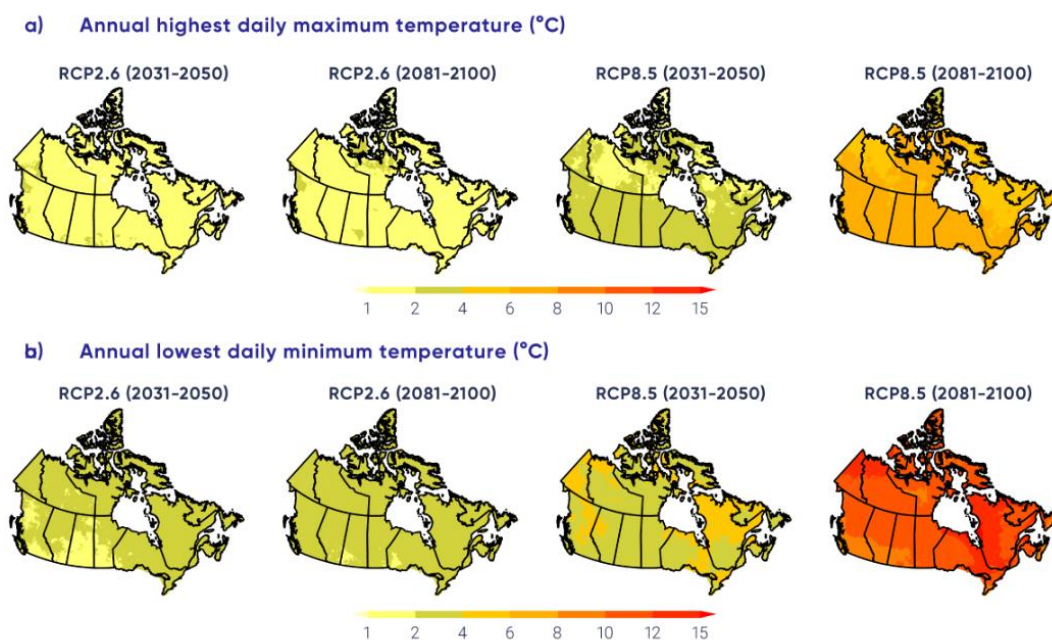 a) Annual highest daily maximum temperature (°C)
RCP2.6 (2031-2050) RCP2.6 (2081-2100) RCP8.5 (2031-2050) RCP8.5 (2081-2100)
1 2 4 6 8 10 12 15
b) Annual lowest daily minimum temperature (°C)
RCP2.6 (2031-2050) RCP2.6 (2081-2100) RCP8.5 (2031-2050) RCP8.5 (2081-2100)
1 2 4 6 8 10 12 15